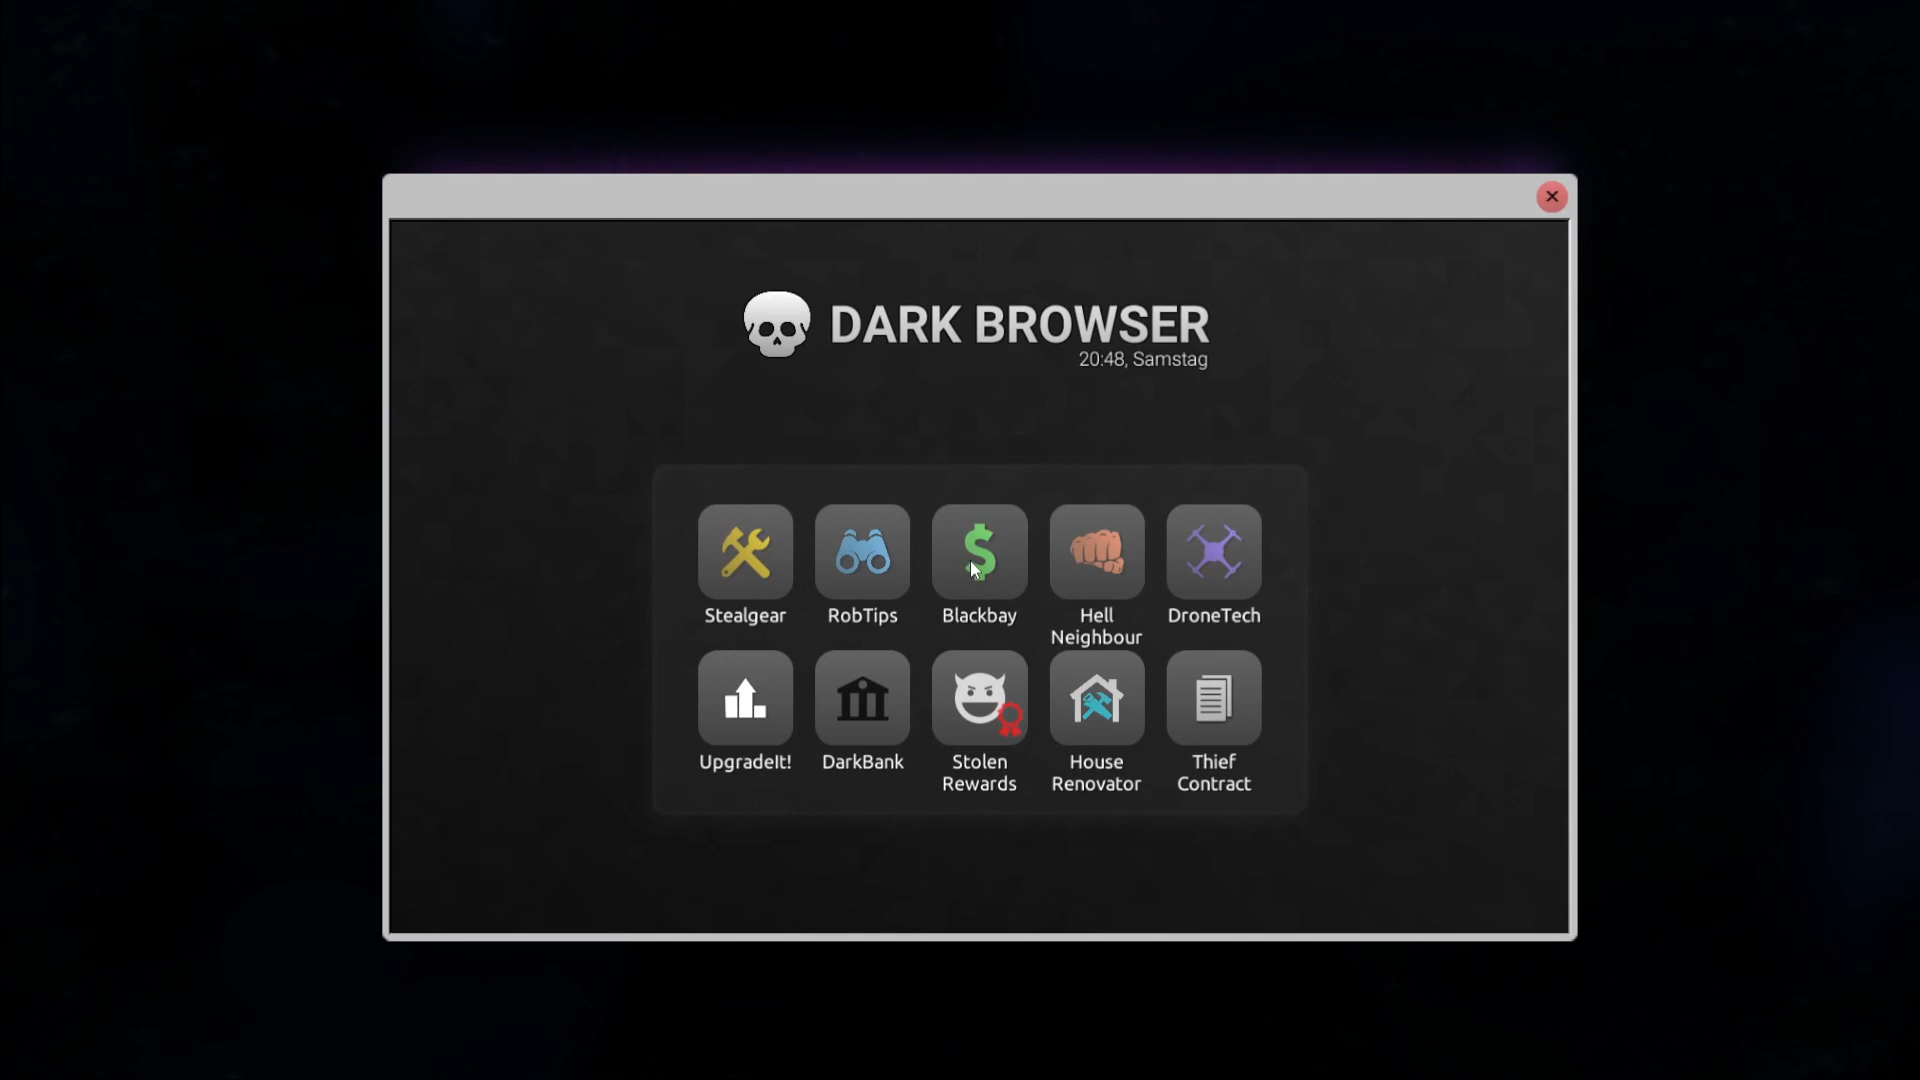 DARK BROWSER
20:48, Samstag
Stealgear
RobTips
Blackbay
Hell
Neighbour
DroneTech
UpgradeIt!
DarkBank
Stolen
Rewards
House
Renovator
Thief
Contract